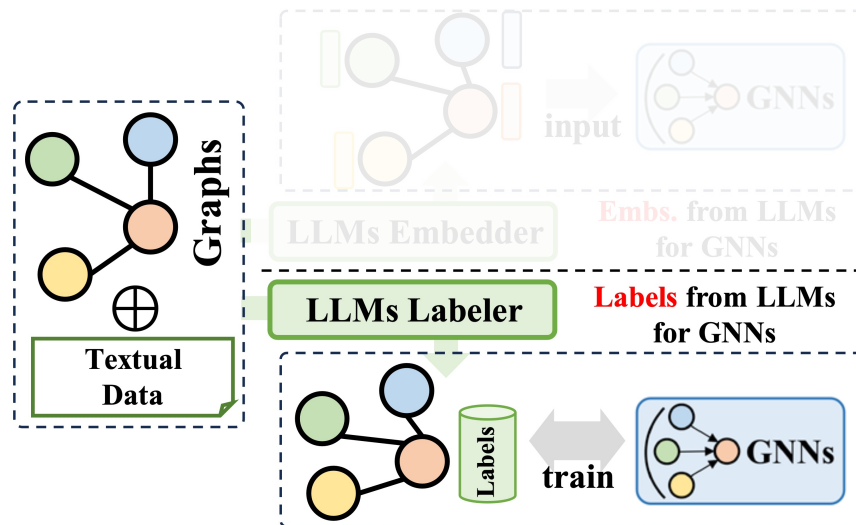 Graphs
Textual
Data
input
GNNs
LLMs Embedder
Embs. from LLMs
for GNNs
LLMs Labeler
Labels from LLMs
for GNNs
Labels
train
GNNs